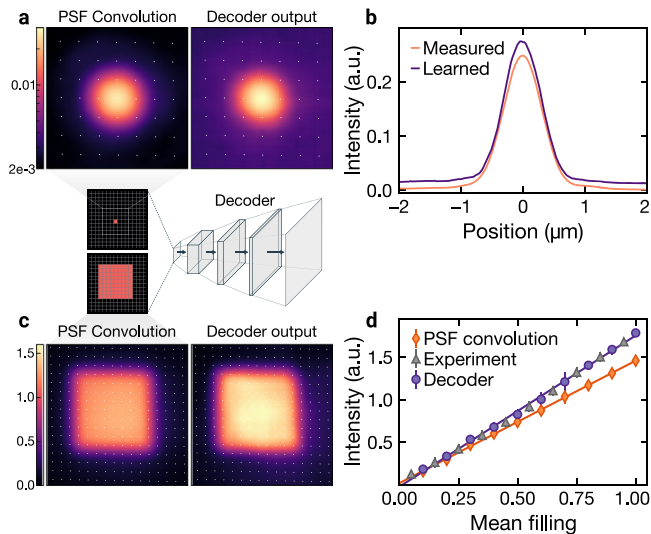 a
PSF Convolution
Decoder output
0.01
2e-3
b
Measured
Learned
Intensity (a.u.)
0.2
0.1
0.0
−2
−1
0
1
2
Position (µm)
Decoder
c
PSF Convolution
Decoder output
1.5
1.0
0.5
0.0
d
PSF convolution
Experiment
Decoder
Intensity (a.u.)
1.5
1.0
0.5
0.00
0.25
0.50
0.75
1.00
Mean filling